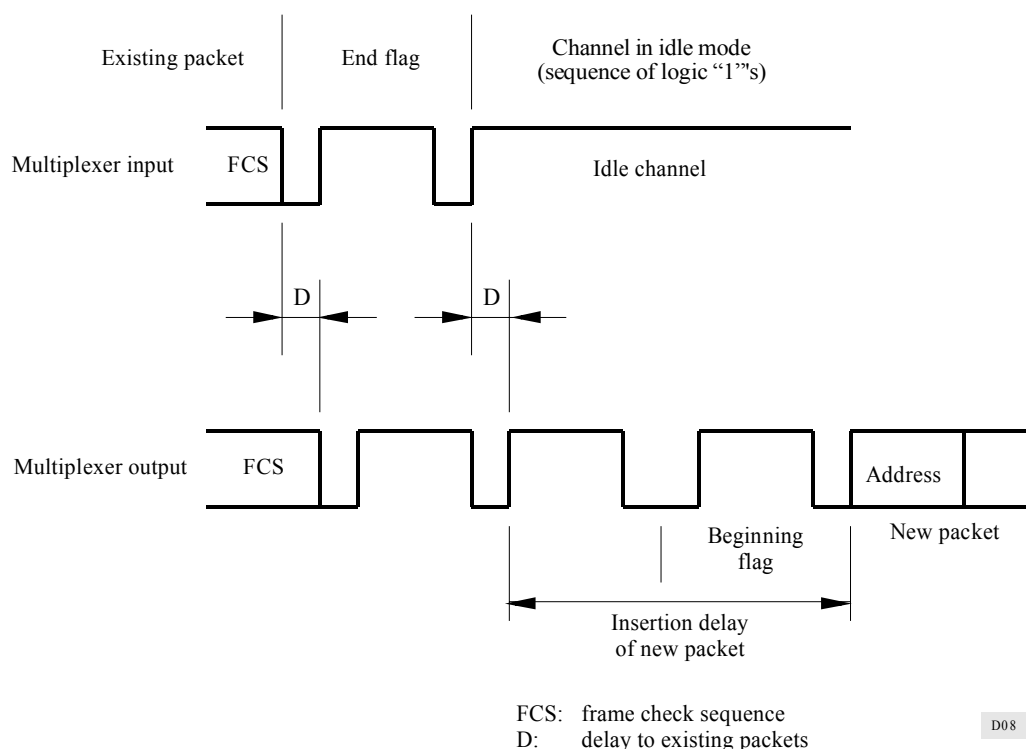 Existing packet
End flag
Channel in idle mode
(sequence of logic “1”'s)
Multiplexer input
FCS
Idle channel
D
D
Multiplexer output
FCS
Address
Beginning
flag
New packet
Insertion delay
of new packet
FCS: frame check sequence
D: delay to existing packets
D08